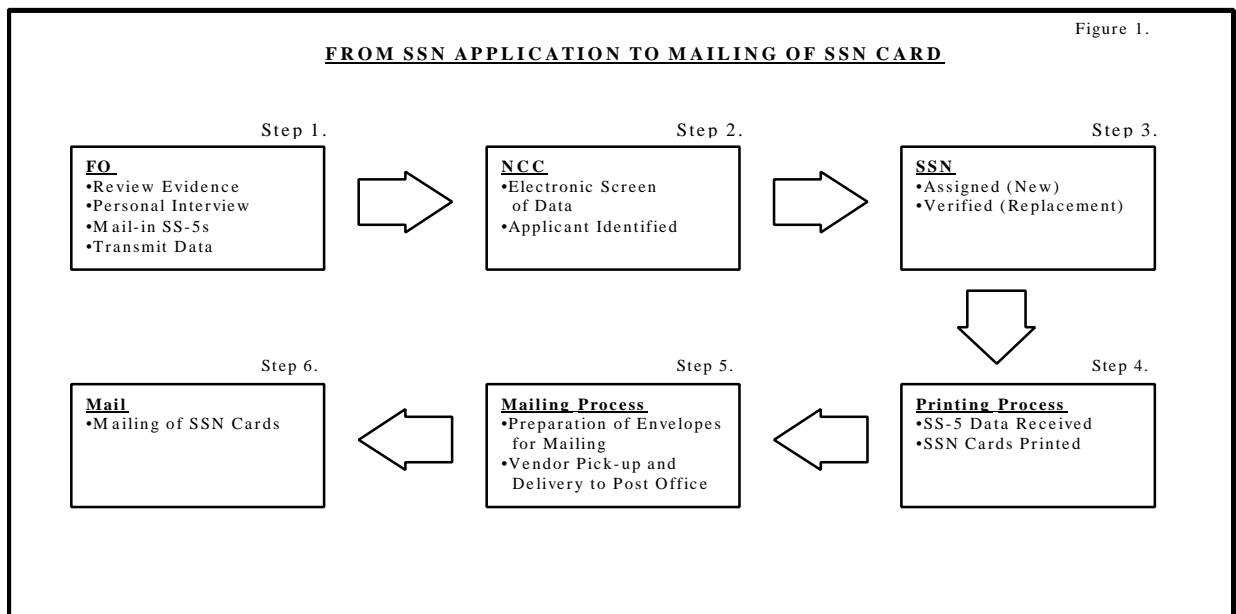 Figure 1.
FROM SSN APPLICATION TO MAILING OF SSN CARD
Step 1.
FO
•Review Evidence
•Personal Interview
•Mail-in SS-5s
•Transmit Data
Step 2.
NCC
•Electronic Screen
of Data
•Applicant Identified
Step 3.
SSN
•Assigned (New)
•Verified (Replacement)
Step 4.
Printing Process
•SS-5 Data Received
•SSN Cards Printed
Step 5.
Mailing Process
•Preparation of Envelopes
for Mailing
•Vendor Pick-up and
Delivery to Post Office
Step 6.
Mail
•Mailing of SSN Cards